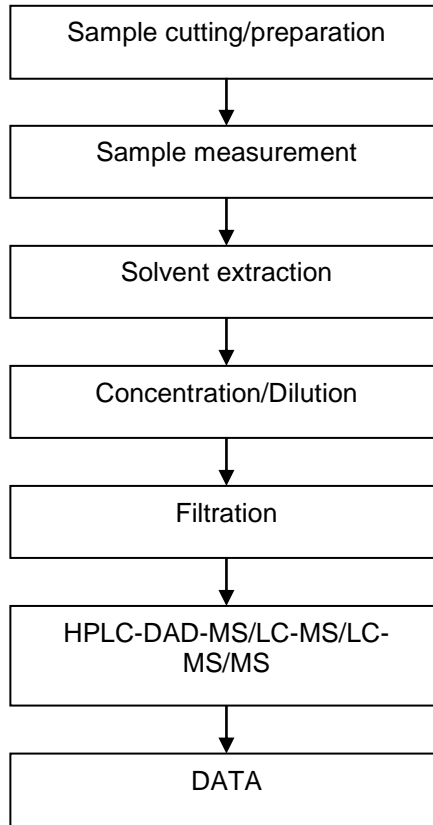 Sample cutting/preparation
Sample measurement
Solvent extraction
Concentration/Dilution
Filtration
HPLC-DAD-MS/LC-MS/LC-
MS/MS
DATA